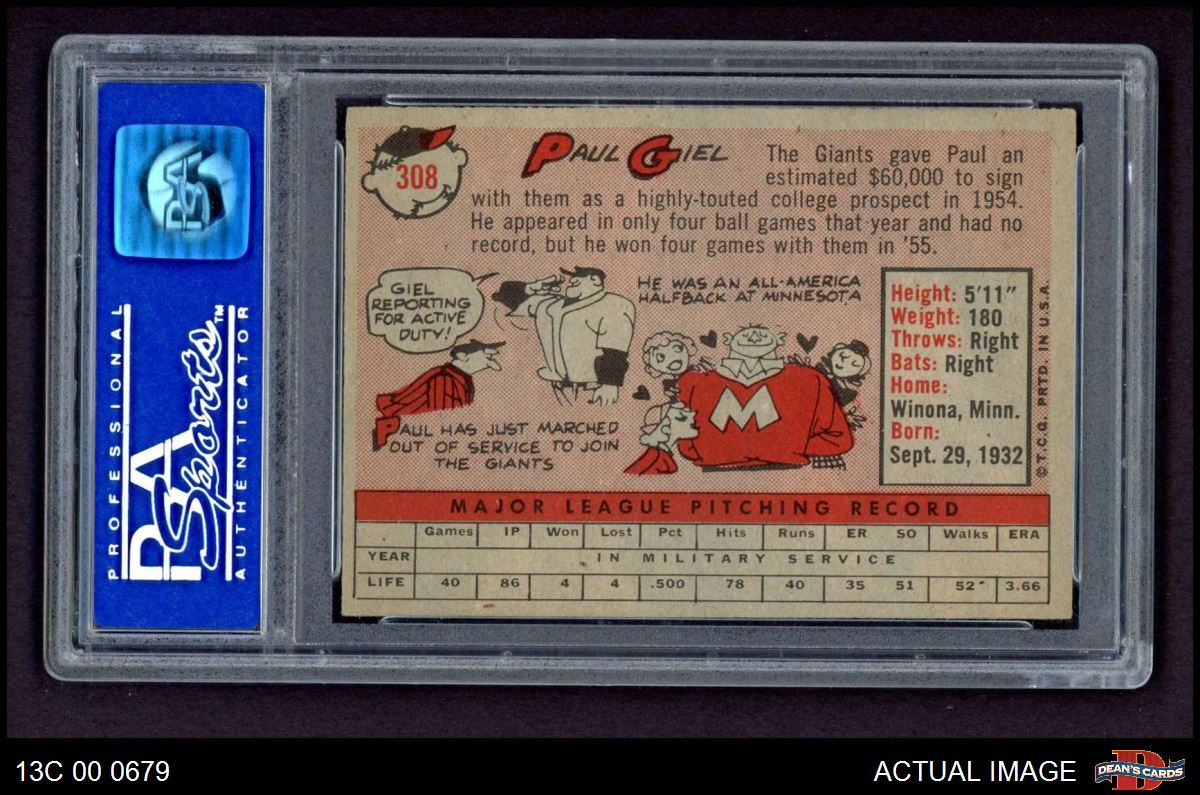 PROFESSIONAL
PSA
Sports™
AUTHENTICATOR
PSA
308
PAUL GIEL
The Giants gave Paul an
estimated $60,000 to sign
with them as a highly-touted college prospect in 1954.
He appeared in only four ball games that year and had no
record, but he won four games with them in '55.
GIEL
REPORTING
FOR ACTIVE
DUTY!
HE WAS AN ALL-AMERICA
HALFBACK AT MINNESOTA
M
PAUL HAS JUST MARCHED
OUT OF SERVICE TO JOIN
THE GIANTS
Height: 5'11"
Weight: 180
Throws: Right
Bats: Right
Home:
Winona, Minn.
Born:
Sept. 29, 1932
©T.C.G. PRTD. IN U.S.A.
MAJOR LEAGUE PITCHING RECORD
Games IP Won Lost Pct Hits Runs ER SO Walks ERA
YEAR IN MILITARY SERVICE
LIFE 40 86 4 4 .500 78 40 35 51 52 3.66
13C 00 0679
ACTUAL IMAGE
D
DEAN'S CARDS